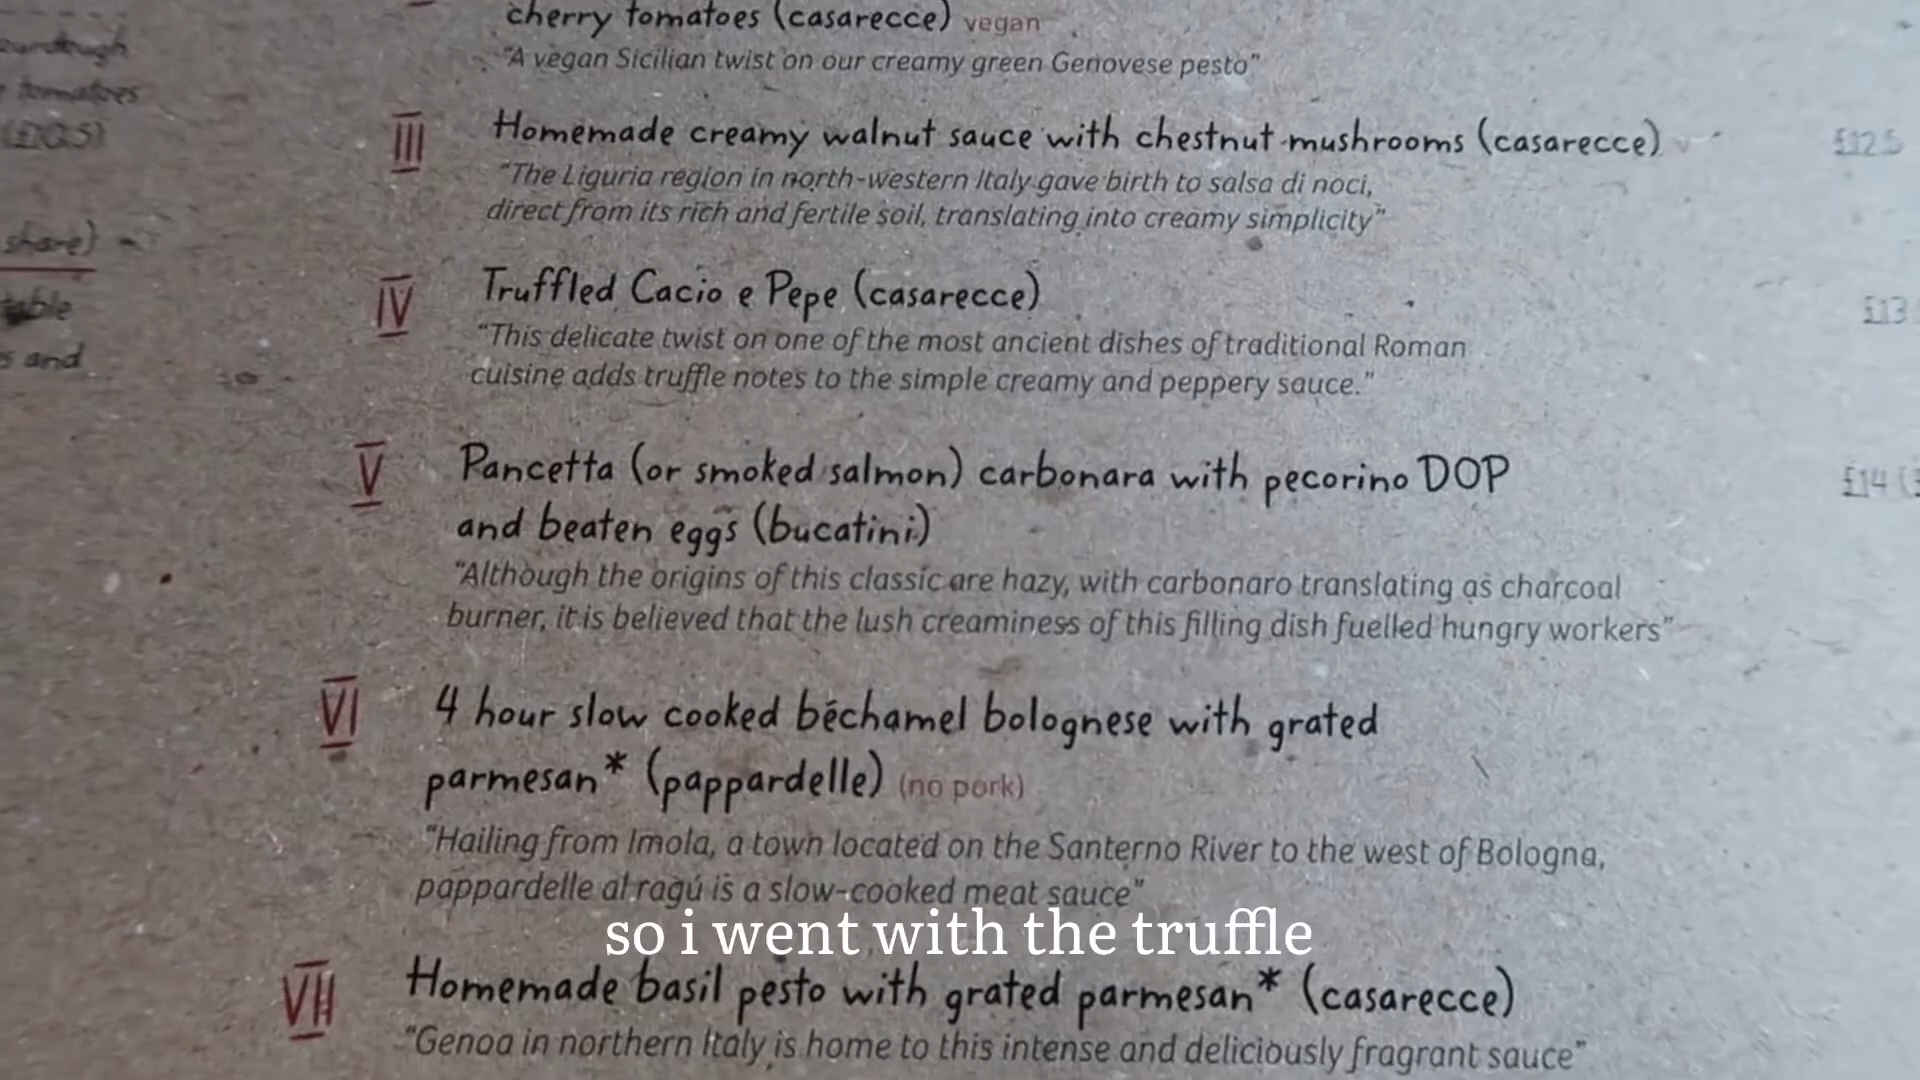 cherry tomatoes (casarecce) vegan
"A vegan Sicilian twist on our creamy green Genovese pesto"
III Homemade creamy walnut sauce with chestnut mushrooms (casarecce) v £12.5
"The Liguria region in north-western Italy gave birth to salsa di noci,
direct from its rich and fertile soil, translating into creamy simplicity"
IV Truffled Cacio e Pepe (casarecce) £13
"This delicate twist on one of the most ancient dishes of traditional Roman
cuisine adds truffle notes to the simple creamy and peppery sauce."
V Pancetta (or smoked salmon) carbonara with pecorino DOP £14 (
and beaten eggs (bucatini)
"Although the origins of this classic are hazy, with carbonaro translating as charcoal
burner, it is believed that the lush creaminess of this filling dish fuelled hungry workers"
VI 4 hour slow cooked béchamel bolognese with grated
parmesan* (pappardelle) (no pork)
"Hailing from Imola, a town located on the Santerno River to the west of Bologna,
pappardelle al ragú is a slow-cooked meat sauce"
so i went with the truffle
VII Homemade basil pesto with grated parmesan* (casarecce)
"Genoa in northern Italy is home to this intense and deliciously fragrant sauce"
tomatoes
share)
s and